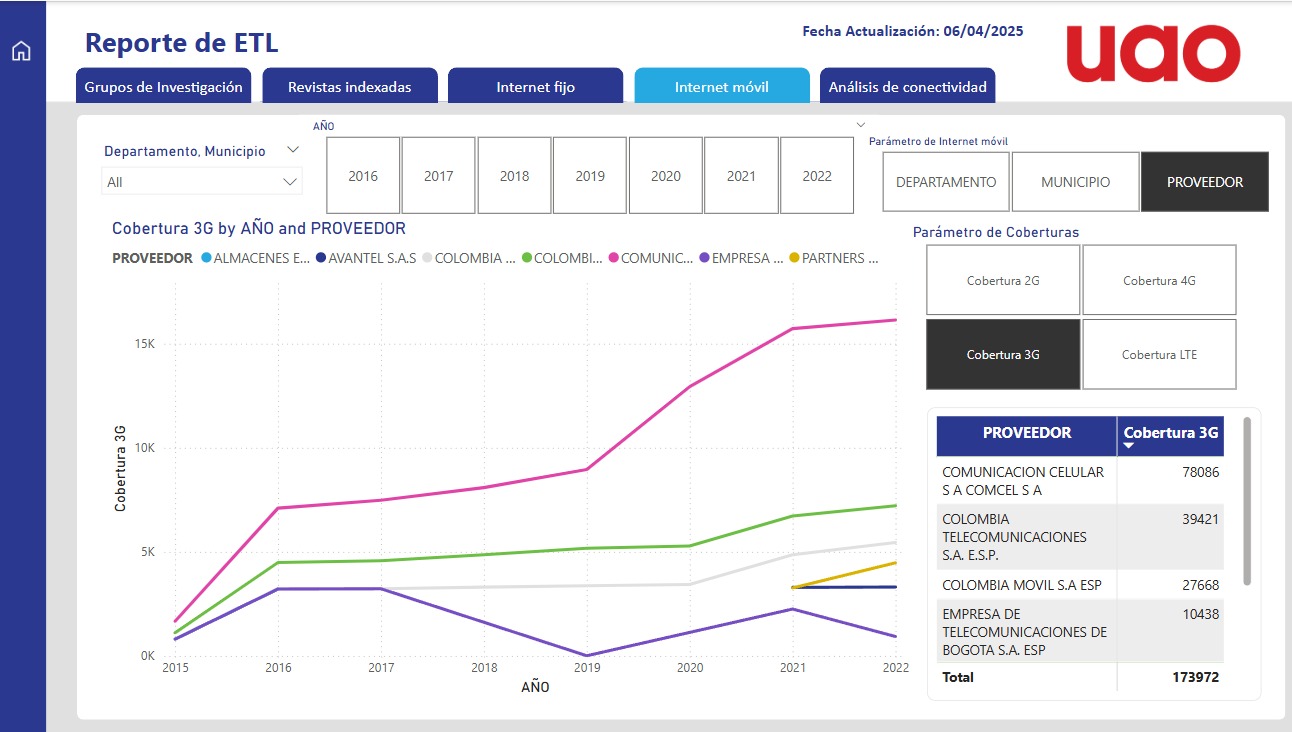 Reporte de ETL
Fecha Actualización: 06/04/2025
uao
Grupos de Investigación
Revistas indexadas
Internet fijo
Internet móvil
Análisis de conectividad
Departamento, Municipio
All
AÑO
2016
2017
2018
2019
2020
2021
2022
Parámetro de Internet móvil
DEPARTAMENTO
MUNICIPIO
PROVEEDOR
Cobertura 3G by AÑO and PROVEEDOR
PROVEEDOR
ALMACENES E...
AVANTEL S.A.S
COLOMBIA ...
COLOMBI...
COMUNIC...
EMPRESA ...
PARTNERS ...
Cobertura 3G
15K
10K
5K
0K
2015
2016
2017
2018
2019
2020
2021
2022
AÑO
Parámetro de Coberturas
Cobertura 2G
Cobertura 4G
Cobertura 3G
Cobertura LTE
PROVEEDOR Cobertura 3G
COMUNICACION CELULAR 78086
S A COMCEL S A
COLOMBIA 39421
TELECOMUNICACIONES
S.A. E.S.P.
COLOMBIA MOVIL S.A ESP 27668
EMPRESA DE 10438
TELECOMUNICACIONES DE
BOGOTA S.A. ESP
Total 173972